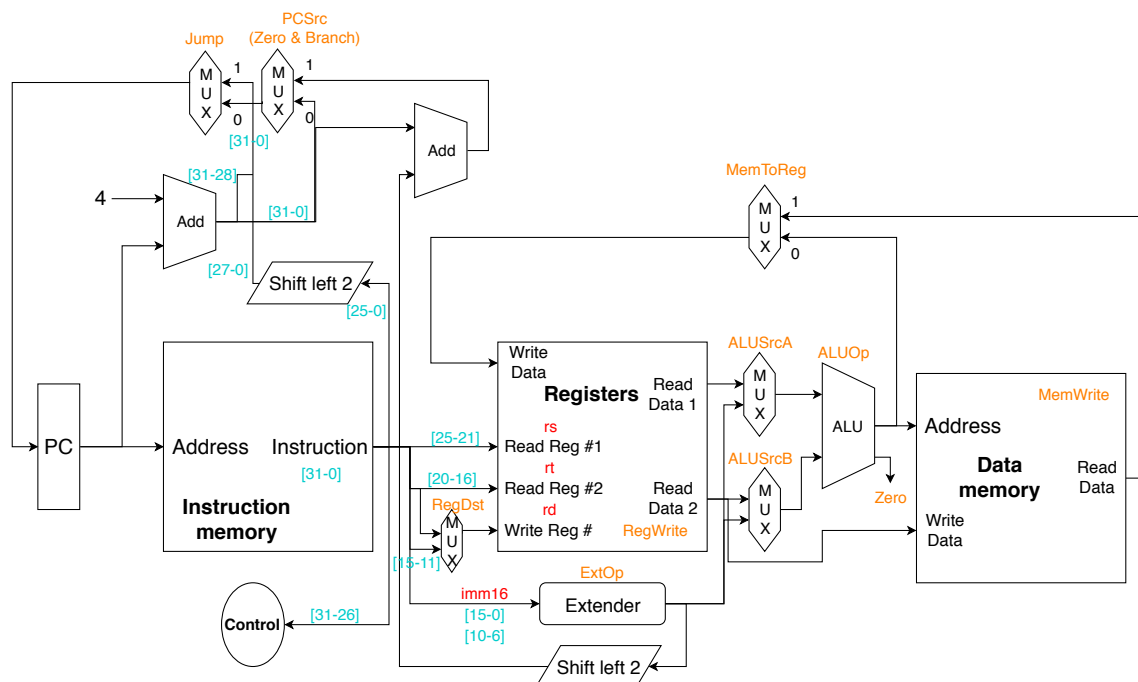 PCSrc
(Zero & Branch)
Jump
M
U
X
1
0
M
U
X
1
0
[31-0]
Add
[31-28]
4
Add
[31-0]
MemToReg
M
U
X
1
0
[27-0]
Shift left 2
[25-0]
PC
Address
Instruction
[31-0]
Instruction
memory
[25-21]
[20-16]
RegDst
M
U
X
[15-11]
Write
Data
Registers
Read
Data 1
rs
Read Reg #1
rt
Read Reg #2
rd
Write Reg #
Read
Data 2
RegWrite
ALUSrcA
M
U
X
ALUSrcB
M
U
X
ALUOp
ALU
Zero
MemWrite
Address
Data
memory
Read
Data
Write
Data
Control
[31-26]
imm16
[15-0]
[10-6]
ExtOp
Extender
Shift left 2